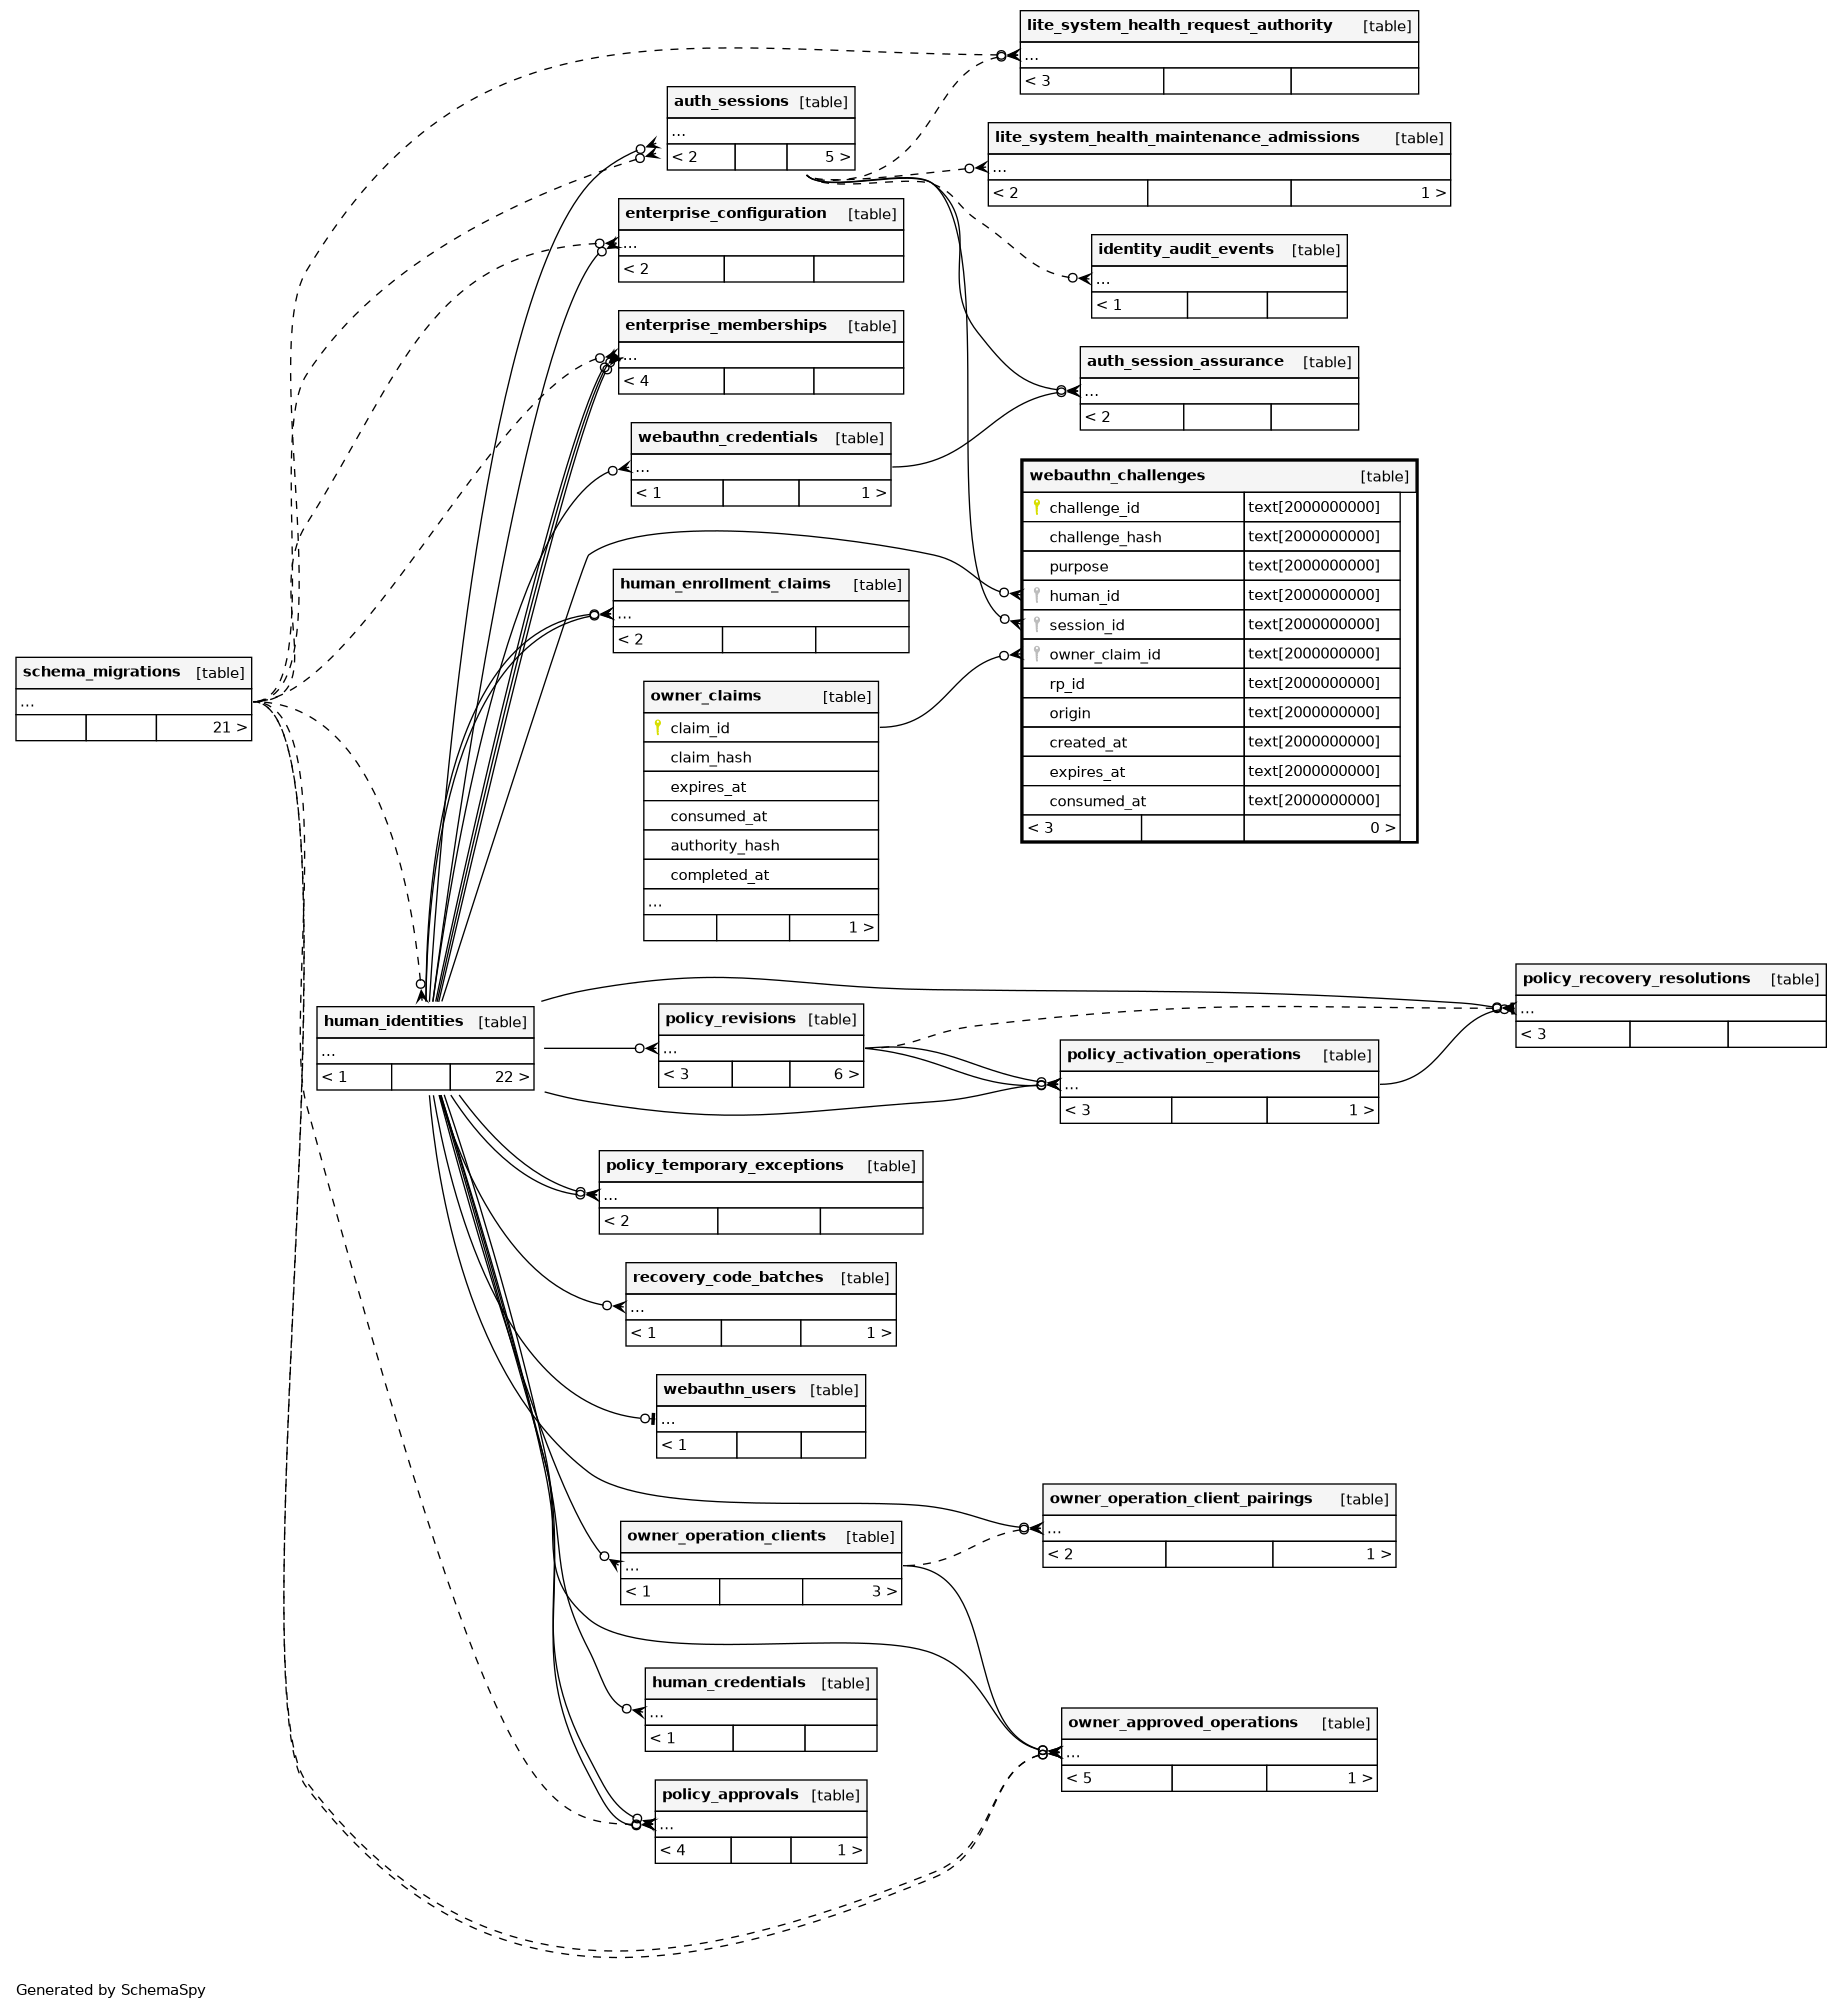 lite_system_health_request_authority [table]
...
< 3
auth_sessions [table]
...
< 2 5 >
lite_system_health_maintenance_admissions [table]
...
< 2 1 >
enterprise_configuration [table]
...
< 2
identity_audit_events [table]
...
< 1
enterprise_memberships [table]
...
< 4
auth_session_assurance [table]
...
< 2
webauthn_credentials [table]
...
< 1 1 >
webauthn_challenges [table]
challenge_id text[2000000000]
challenge_hash text[2000000000]
purpose text[2000000000]
human_id text[2000000000]
session_id text[2000000000]
owner_claim_id text[2000000000]
rp_id text[2000000000]
origin text[2000000000]
created_at text[2000000000]
expires_at text[2000000000]
consumed_at text[2000000000]
< 3 0 >
human_enrollment_claims [table]
...
< 2
schema_migrations [table]
...
21 >
owner_claims [table]
claim_id
claim_hash
expires_at
consumed_at
authority_hash
completed_at
...
1 >
policy_recovery_resolutions [table]
...
< 3
human_identities [table]
...
< 1 22 >
policy_revisions [table]
...
< 3 6 >
policy_activation_operations [table]
...
< 3 1 >
policy_temporary_exceptions [table]
...
< 2
recovery_code_batches [table]
...
< 1 1 >
webauthn_users [table]
...
< 1
owner_operation_client_pairings [table]
...
< 2 1 >
owner_operation_clients [table]
...
< 1 3 >
human_credentials [table]
...
< 1
owner_approved_operations [table]
...
< 5 1 >
policy_approvals [table]
...
< 4 1 >
Generated by SchemaSpy